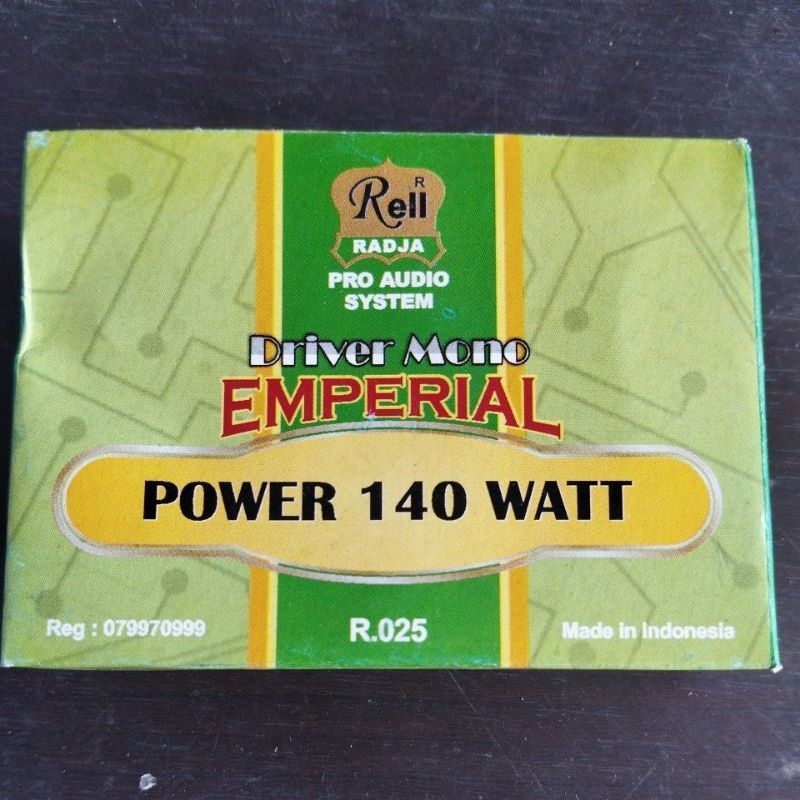 Rell R
RADJA
PRO AUDIO
SYSTEM
Driver Mono
EMPERIAL
POWER 140 WATT
Reg : 079970999 R.025 Made in Indonesia